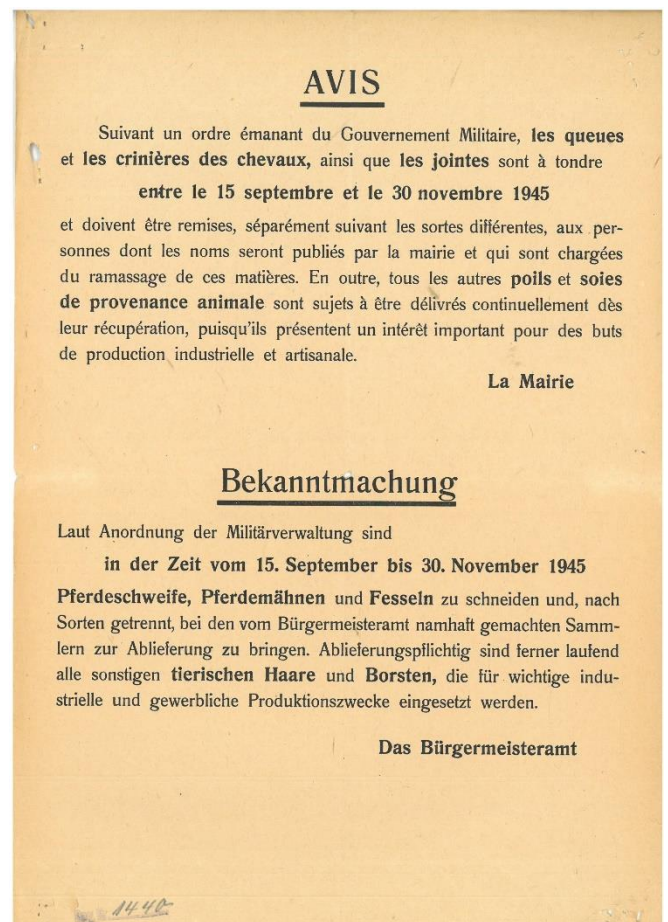 AVIS
Suivant un ordre émanant du Gouvernement Militaire, les queues
et les crinières des chevaux, ainsi que les jointes sont à tondre
entre le 15 septembre et le 30 novembre 1945
et doivent être remises, séparément suivant les sortes différentes, aux per-
sonnes dont les noms seront publiés par la mairie et qui sont chargées
du ramassage de ces matières. En outre, tous les autres poils et soies
de provenance animale sont sujets à être délivrés continuellement dès
leur récupération, puisqu'ils présentent un intérêt important pour des buts
de production industrielle et artisanale.
La Mairie
Bekanntmachung
Laut Anordnung der Militärverwaltung sind
in der Zeit vom 15. September bis 30. November 1945
Pferdeschweife, Pferdemähnen und Fesseln zu schneiden und, nach
Sorten getrennt, bei den vom Bürgermeisteramt namhaft gemachten Samm-
lern zur Ablieferung zu bringen. Ablieferungspflichtig sind ferner laufend
alle sonstigen tierischen Haare und Borsten, die für wichtige indu-
strielle und gewerbliche Produktionszwecke eingesetzt werden.
Das Bürgermeisteramt
1440